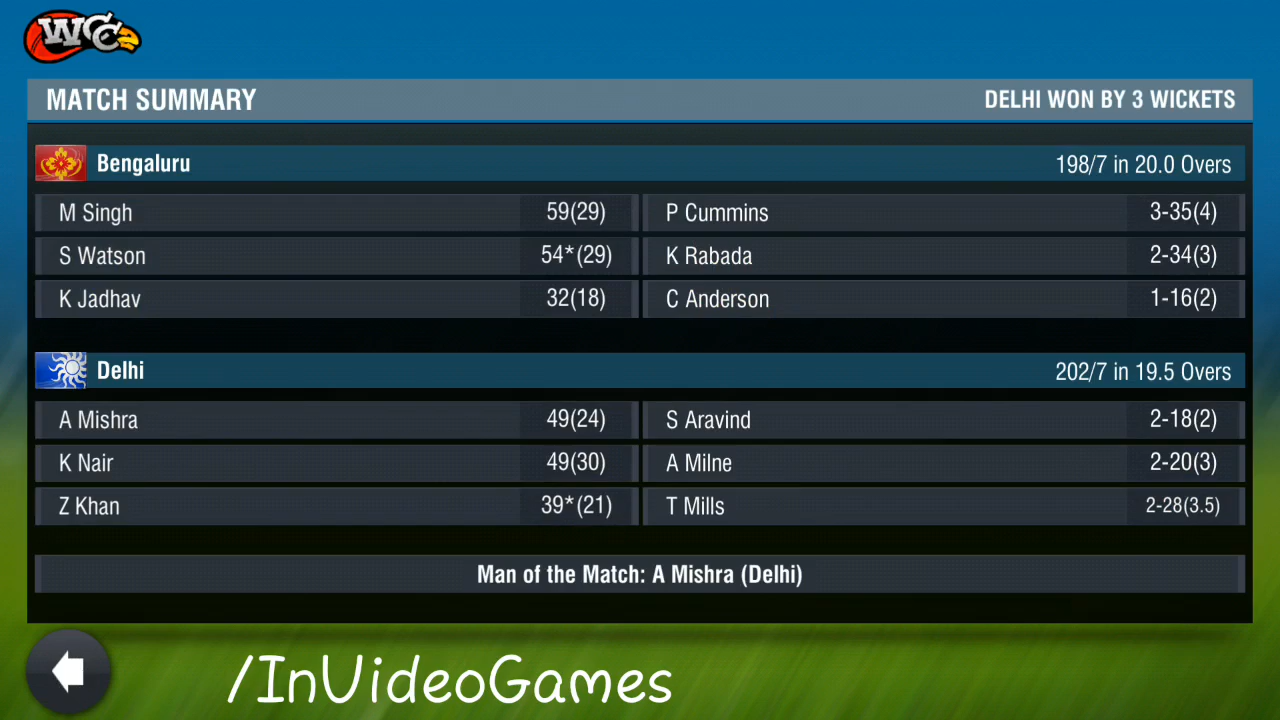 WCC
MATCH SUMMARY DELHI WON BY 3 WICKETS
Bengaluru 198/7 in 20.0 Overs
M Singh 59(29) P Cummins 3-35(4)
S Watson 54*(29) K Rabada 2-34(3)
K Jadhav 32(18) C Anderson 1-16(2)
Delhi 202/7 in 19.5 Overs
A Mishra 49(24) S Aravind 2-18(2)
K Nair 49(30) A Milne 2-20(3)
Z Khan 39*(21) T Mills 2-28(3.5)
Man of the Match: A Mishra (Delhi)
/InVideoGames